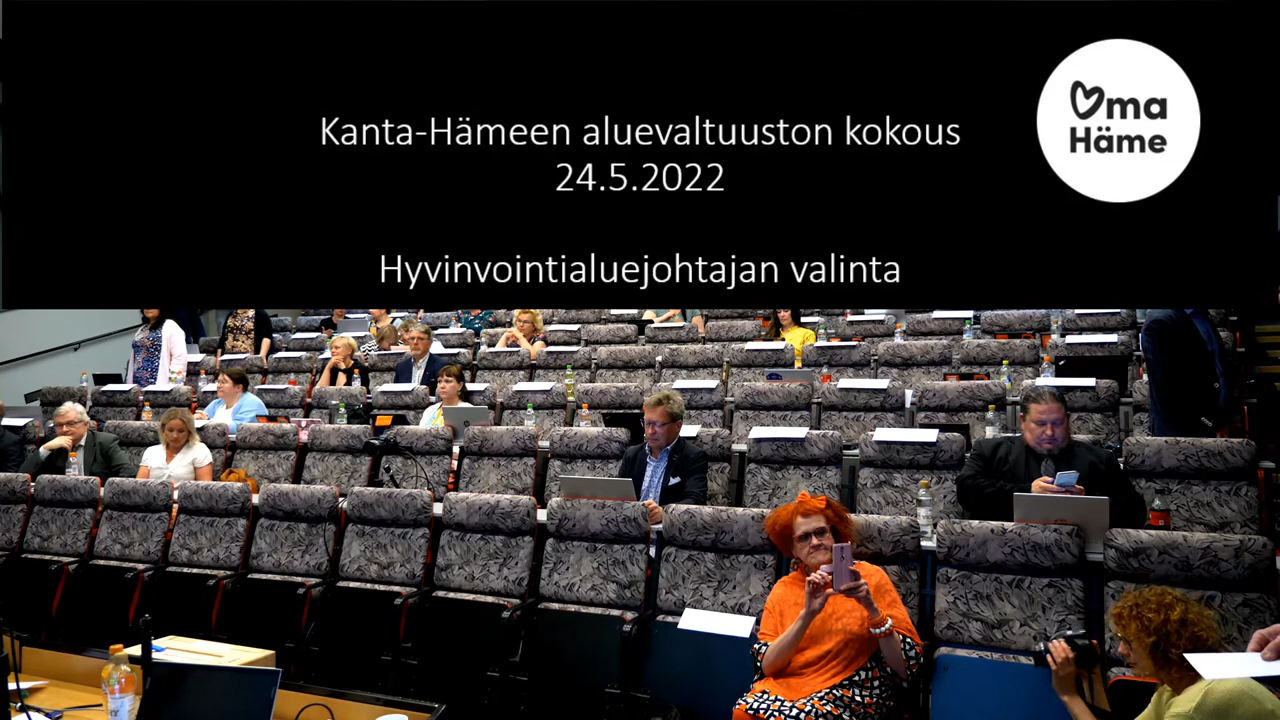 Kanta-Hämeen aluevaltuuston kokous
24.5.2022
Hyvinvointialuejohtajan valinta
Oma
Häme